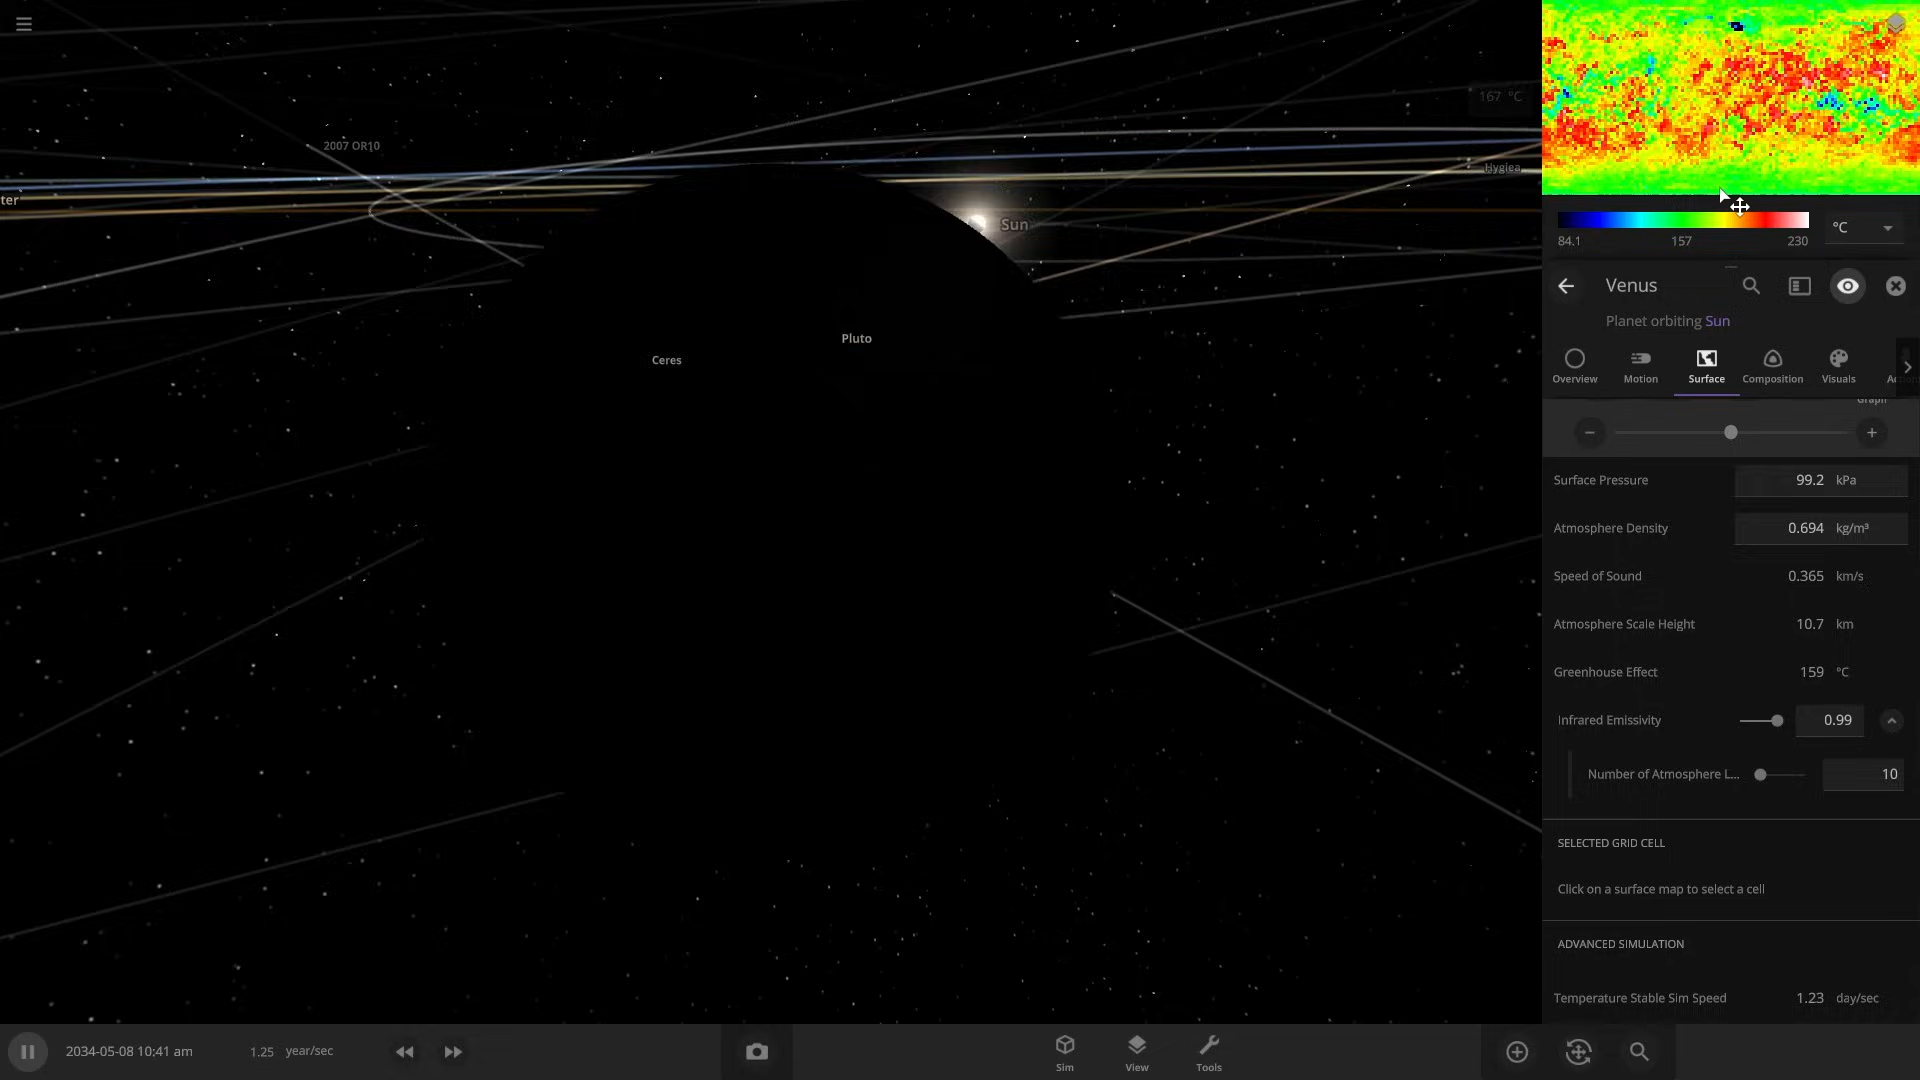 2007 OR10
ter
Sun
Hygiea
Pluto
Ceres
167 °C
84.1 157 230 °C
Venus
Planet orbiting Sun
Overview Motion Surface Composition Visuals
Graph
Surface Pressure 99.2 kPa
Atmosphere Density 0.694 kg/m³
Speed of Sound 0.365 km/s
Atmosphere Scale Height 10.7 km
Greenhouse Effect 159 °C
Infrared Emissivity 0.99
Number of Atmosphere L... 10
SELECTED GRID CELL
Click on a surface map to select a cell
ADVANCED SIMULATION
Temperature Stable Sim Speed 1.23 day/sec
2034-05-08 10:41 am 1.25 year/sec
Sim View Tools